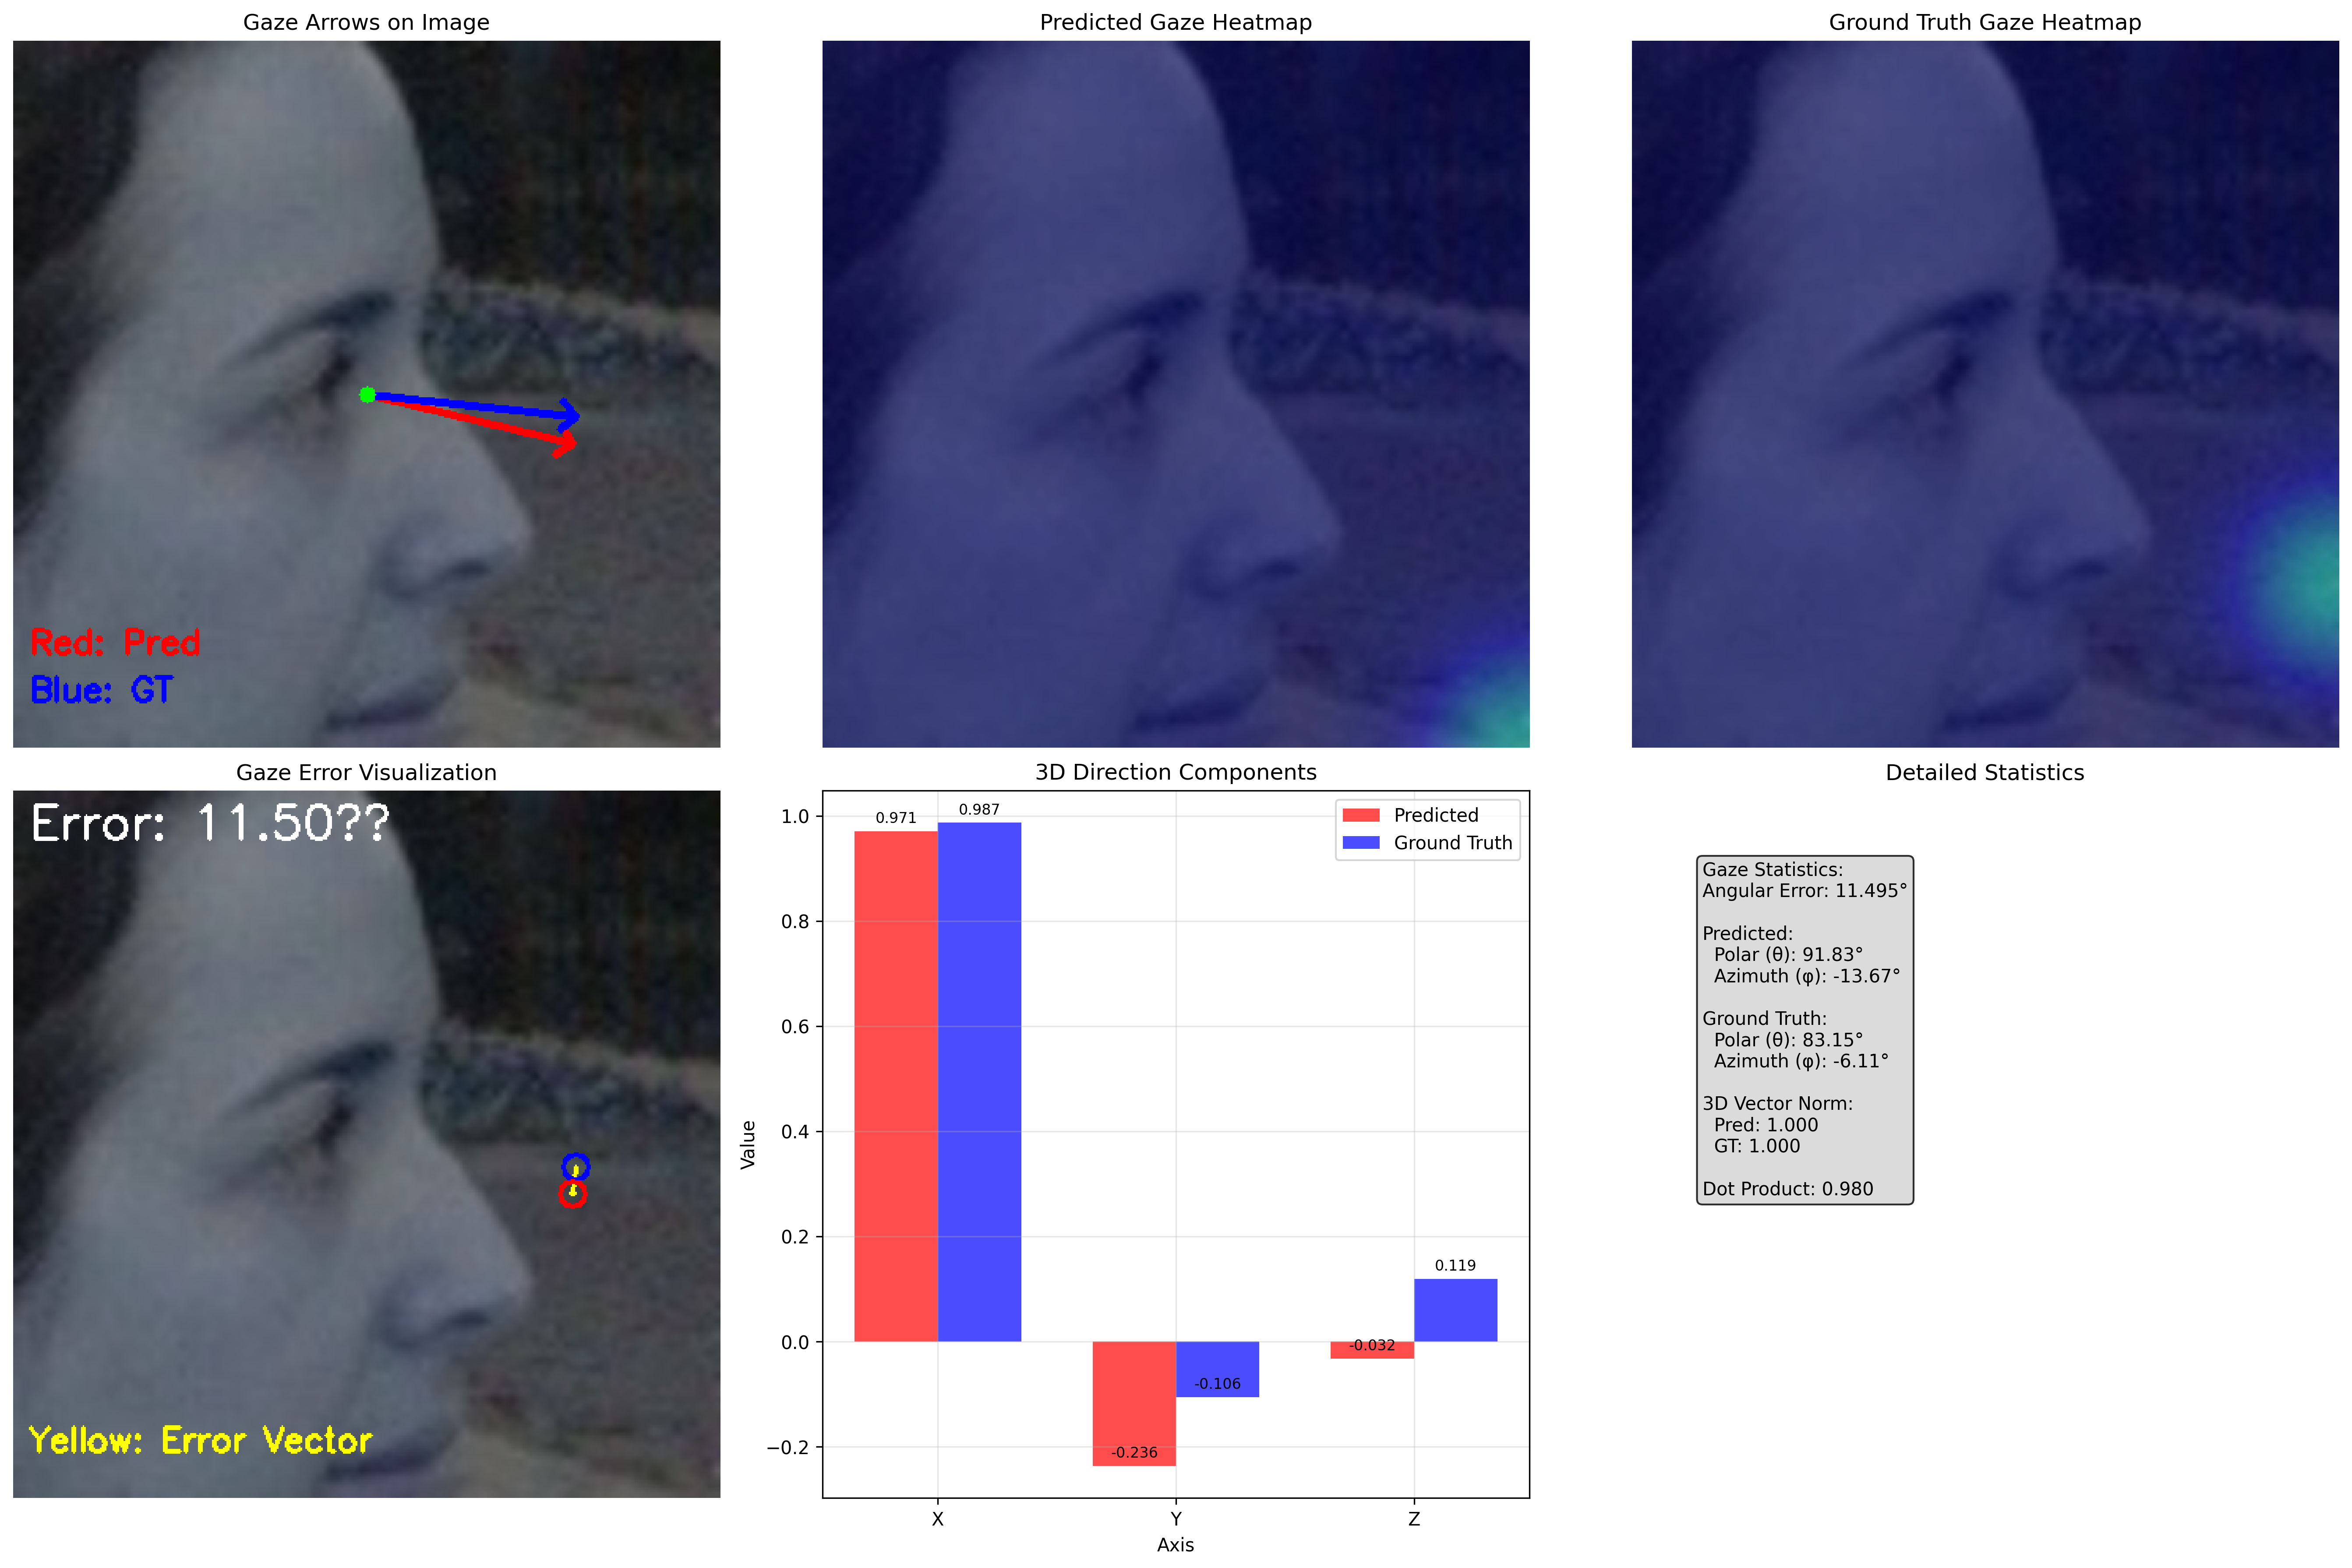 Gaze Arrows on Image
Red: Pred
Blue: GT
Predicted Gaze Heatmap
Ground Truth Gaze Heatmap
Gaze Error Visualization
Error: 11.50??
Yellow: Error Vector
3D Direction Components
Predicted
Ground Truth
1.0
0.8
0.6
0.4
0.2
0.0
−0.2
Value
0.971
0.987
-0.236
-0.106
-0.032
0.119
X
Y
Z
Axis
Detailed Statistics
Gaze Statistics:
Angular Error: 11.495°
Predicted:
Polar (θ): 91.83°
Azimuth (φ): -13.67°
Ground Truth:
Polar (θ): 83.15°
Azimuth (φ): -6.11°
3D Vector Norm:
Pred: 1.000
GT: 1.000
Dot Product: 0.980